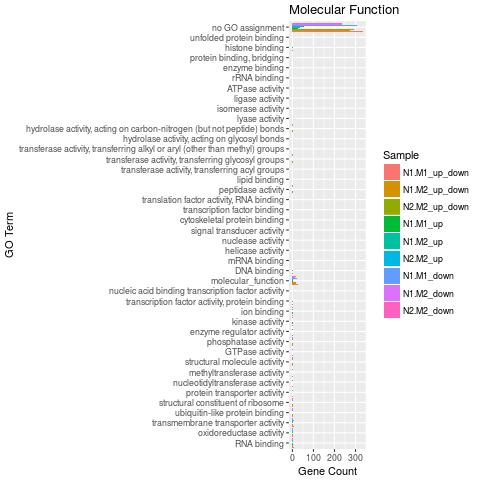 Molecular Function
no GO assignment
unfolded protein binding
histone binding
protein binding, bridging
enzyme binding
rRNA binding
ATPase activity
ligase activity
isomerase activity
lyase activity
hydrolase activity, acting on carbon-nitrogen (but not peptide) bonds
hydrolase activity, acting on glycosyl bonds
transferase activity, transferring alkyl or aryl (other than methyl) groups
transferase activity, transferring glycosyl groups
transferase activity, transferring acyl groups
lipid binding
peptidase activity
translation factor activity, RNA binding
transcription factor binding
cytoskeletal protein binding
signal transducer activity
nuclease activity
helicase activity
mRNA binding
DNA binding
molecular_function
nucleic acid binding transcription factor activity
transcription factor activity, protein binding
ion binding
kinase activity
enzyme regulator activity
phosphatase activity
GTPase activity
structural molecule activity
methyltransferase activity
nucleotidyltransferase activity
protein transporter activity
structural constituent of ribosome
ubiquitin-like protein binding
transmembrane transporter activity
oxidoreductase activity
RNA binding
0 100 200 300
Gene Count
GO Term
Sample
N1.M1_up_down
N1.M2_up_down
N2.M2_up_down
N1.M1_up
N1.M2_up
N2.M2_up
N1.M1_down
N1.M2_down
N2.M2_down